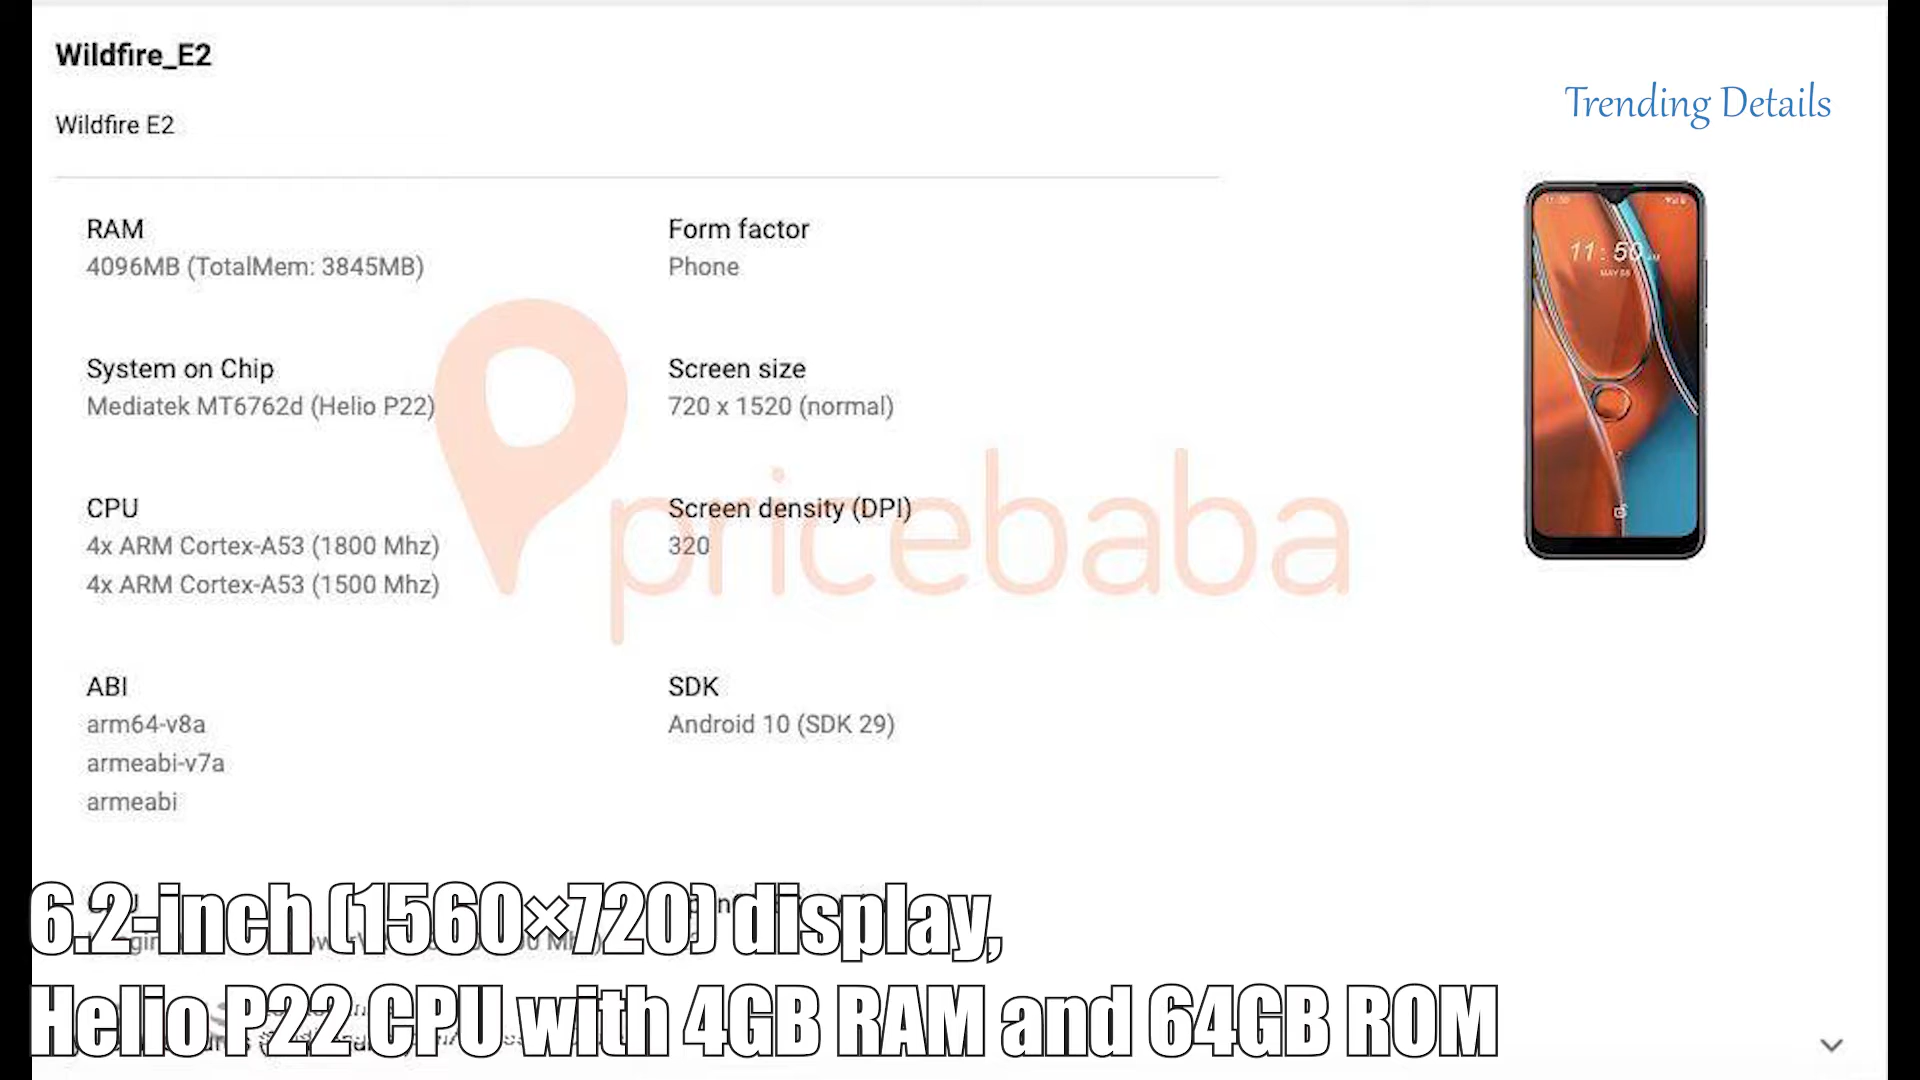 Wildfire_E2
Wildfire E2
Trending Details
RAM
4096MB (TotalMem: 3845MB)
Form factor
Phone
System on Chip
Mediatek MT6762d (Helio P22)
Screen size
720 x 1520 (normal)
CPU
4x ARM Cortex-A53 (1800 Mhz)
4x ARM Cortex-A53 (1500 Mhz)
Screen density (DPI)
320
pricebaba
ABI
arm64-v8a
armeabi-v7a
armeabi
SDK
Android 10 (SDK 29)
11:50
6.2-inch (1560×720) display,
Helio P22 CPU with 4GB RAM and 64GB ROM